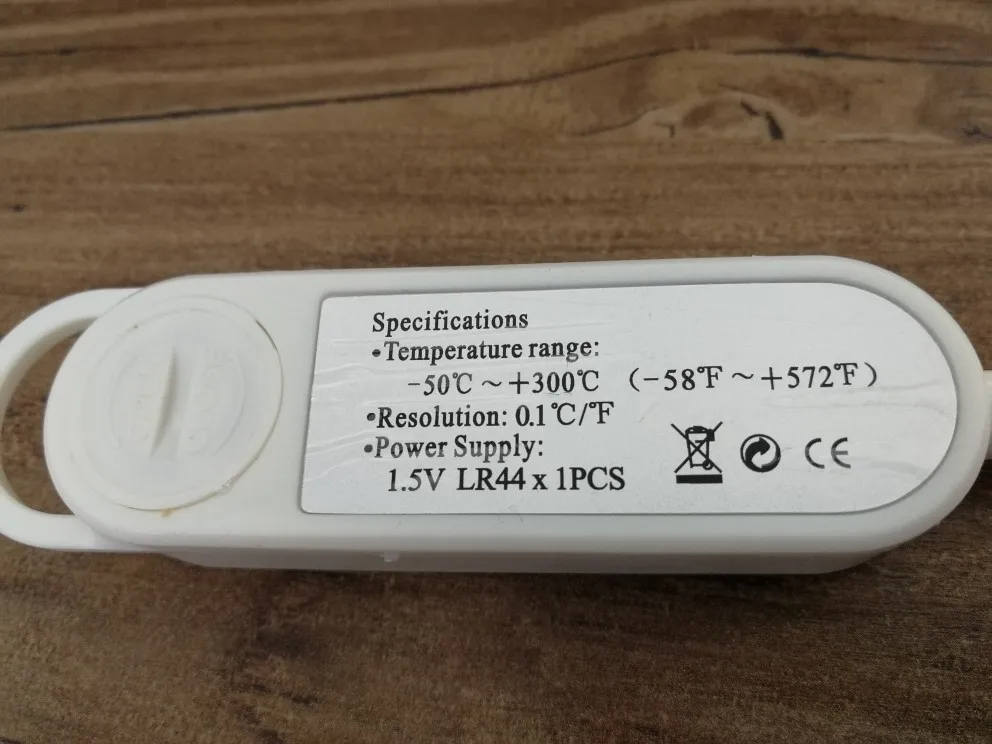 Specifications
•Temperature range:
-50℃～+300℃ (-58℉～+572℉)
•Resolution: 0.1℃/℉
•Power Supply:
1.5V LR44 x 1PCS
CE